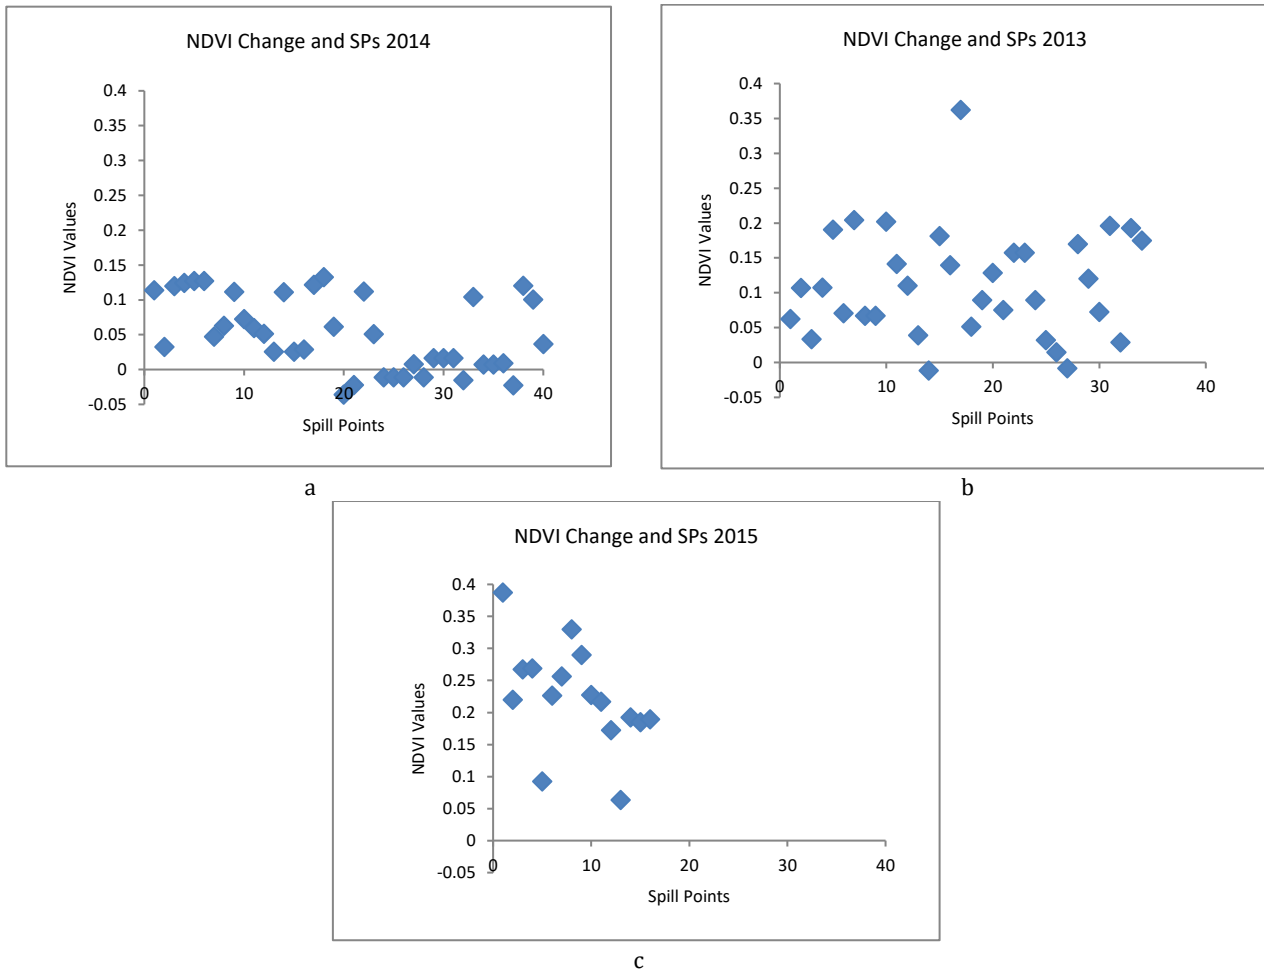 NDVI Change and SPs 2014
0.4
0.35
0.3
0.25
0.2
0.15
0.1
0.05
0
-0.05
NDVI Values
0 10 20 30 40
Spill Points
a
NDVI Change and SPs 2013
0.4
0.35
0.3
0.25
0.2
0.15
0.1
0.05
0
-0.05
NDVI Values
0 10 20 30 40
Spill Points
b
NDVI Change and SPs 2015
0.4
0.35
0.3
0.25
0.2
0.15
0.1
0.05
0
-0.05
NDVI Values
0 10 20 30 40
Spill Points
c